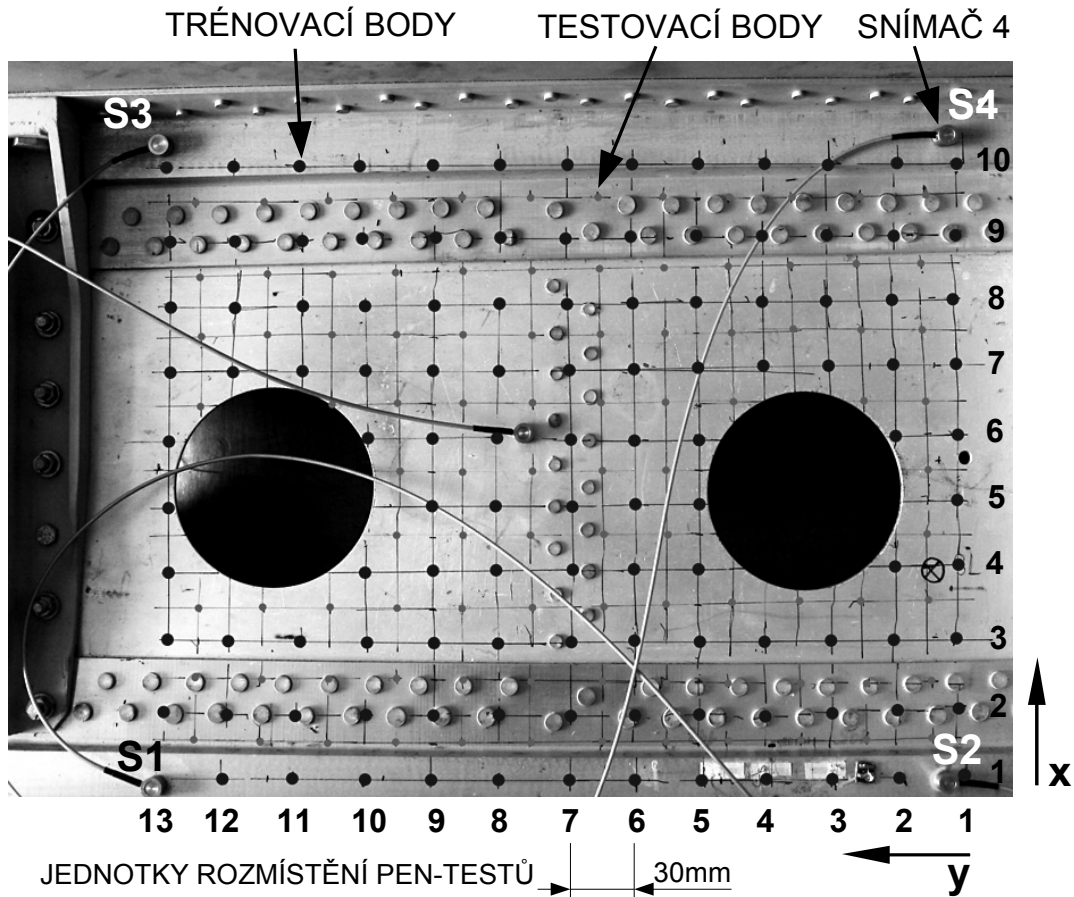 TRÉNOVACÍ BODY TESTOVACÍ BODY SNÍMAČ 4
S3 S4
10
9
8
7
6
5
4
L
3
2
S1 S2
1
x
13 12 11 10 9 8 7 6 5 4 3 2 1
JEDNOTKY ROZMÍSTĚNÍ PEN-TESTŮ 30mm
y